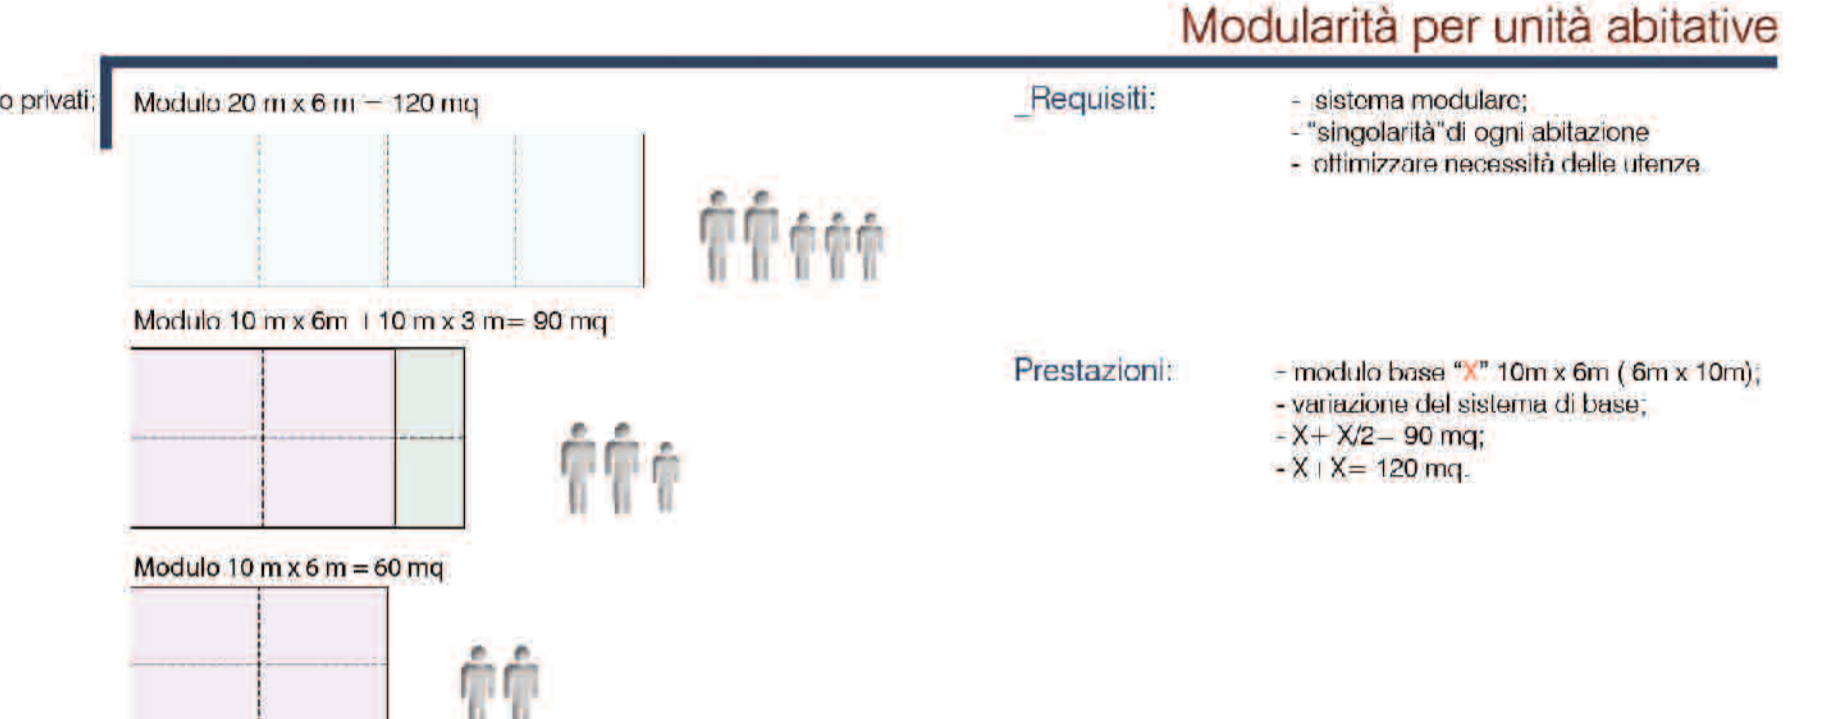 Modularità per unità abitative
o privati;
Modulo 20 m x 6 m = 120 mq
_Requisiti:
- sistema modulare;
- "singolarità"di ogni abitazione
- ottimizzare necessità delle utenze.
Modulo 10 m x 6m + 10 m x 3 m= 90 mq
Prestazioni:
- modulo base "X" 10m x 6m ( 6m x 10m);
- variazione del sistema di base;
- X+ X/2= 90 mq;
- X+X= 120 mq.
Modulo 10 m x 6 m = 60 mq